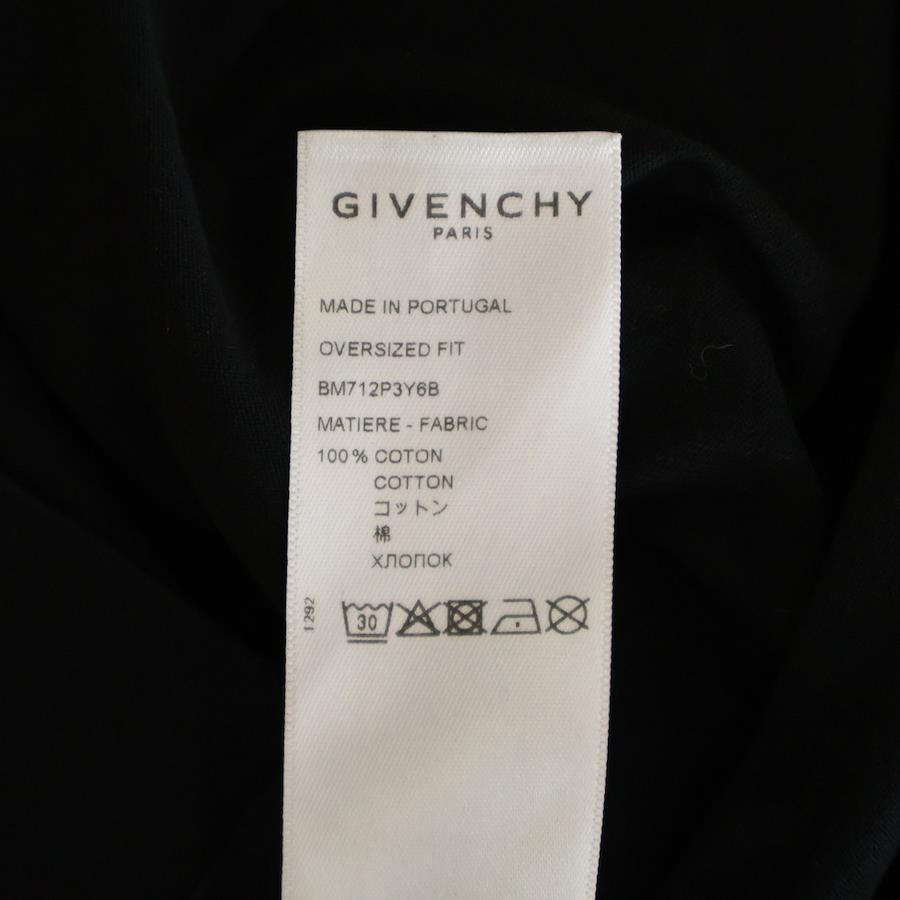 GIVENCHY
PARIS
MADE IN PORTUGAL
OVERSIZED FIT
BM712P3Y6B
MATIERE - FABRIC
100 % COTON
COTTON
コットン
棉
ХЛОПОК
1292
30